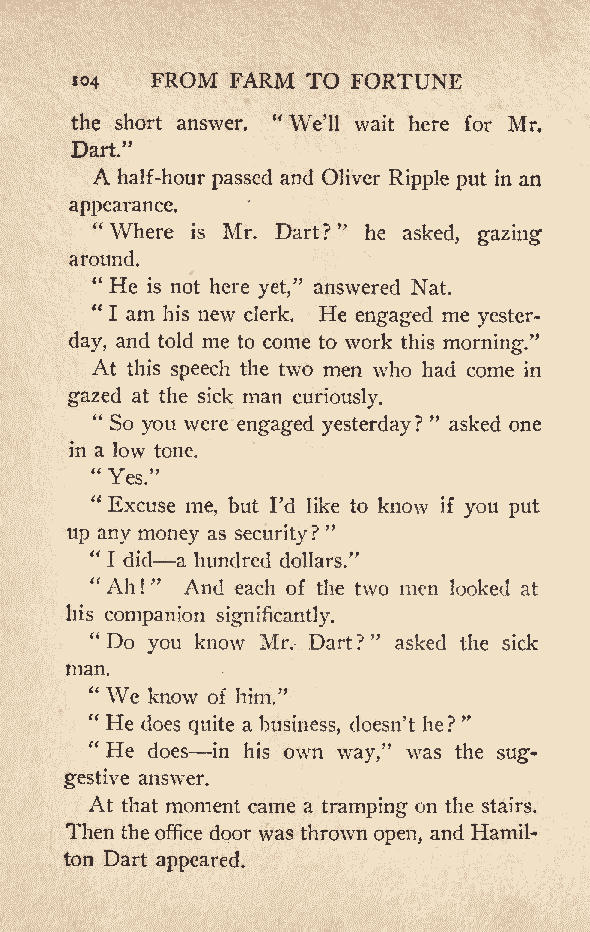 104 FROM FARM TO FORTUNE
the short answer. “ We’ll wait here for Mr.
Dart.”
A half-hour passed and Oliver Ripple put in an
appearance.
“ Where is Mr. Dart? ” he asked, gazing
around.
“ He is not here yet,” answered Nat.
“ I am his new clerk. He engaged me yester-
day, and told me to come to work this morning.”
At this speech the two men who had come in
gazed at the sick man curiously.
“ So you were engaged yesterday? ” asked one
in a low tone.
“ Yes.”
“ Excuse me, but I’d like to know if you put
up any money as security? ”
“ I did—a hundred dollars.”
“ Ah! ” And each of the two men looked at
his companion significantly.
“ Do you know Mr. Dart? ” asked the sick
man.
“ We know of him.”
“ He does quite a business, doesn’t he? ”
“ He does—in his own way,” was the sug-
gestive answer.
At that moment came a tramping on the stairs.
Then the office door was thrown open, and Hamil-
ton Dart appeared.